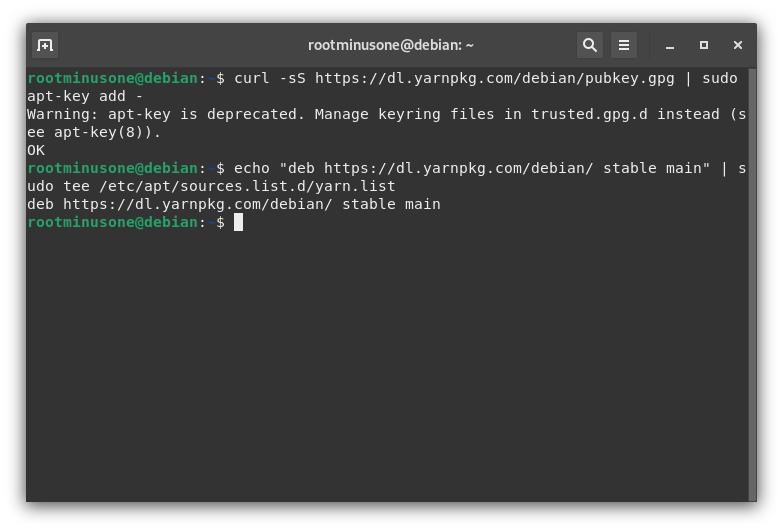 rootminusone@debian: ~
rootminusone@debian:~$ curl -sS https://dl.yarnpkg.com/debian/pubkey.gpg | sudo
apt-key add -
Warning: apt-key is deprecated. Manage keyring files in trusted.gpg.d instead (s
ee apt-key(8)).
OK
rootminusone@debian:~$ echo "deb https://dl.yarnpkg.com/debian/ stable main" | s
udo tee /etc/apt/sources.list.d/yarn.list
deb https://dl.yarnpkg.com/debian/ stable main
rootminusone@debian:~$